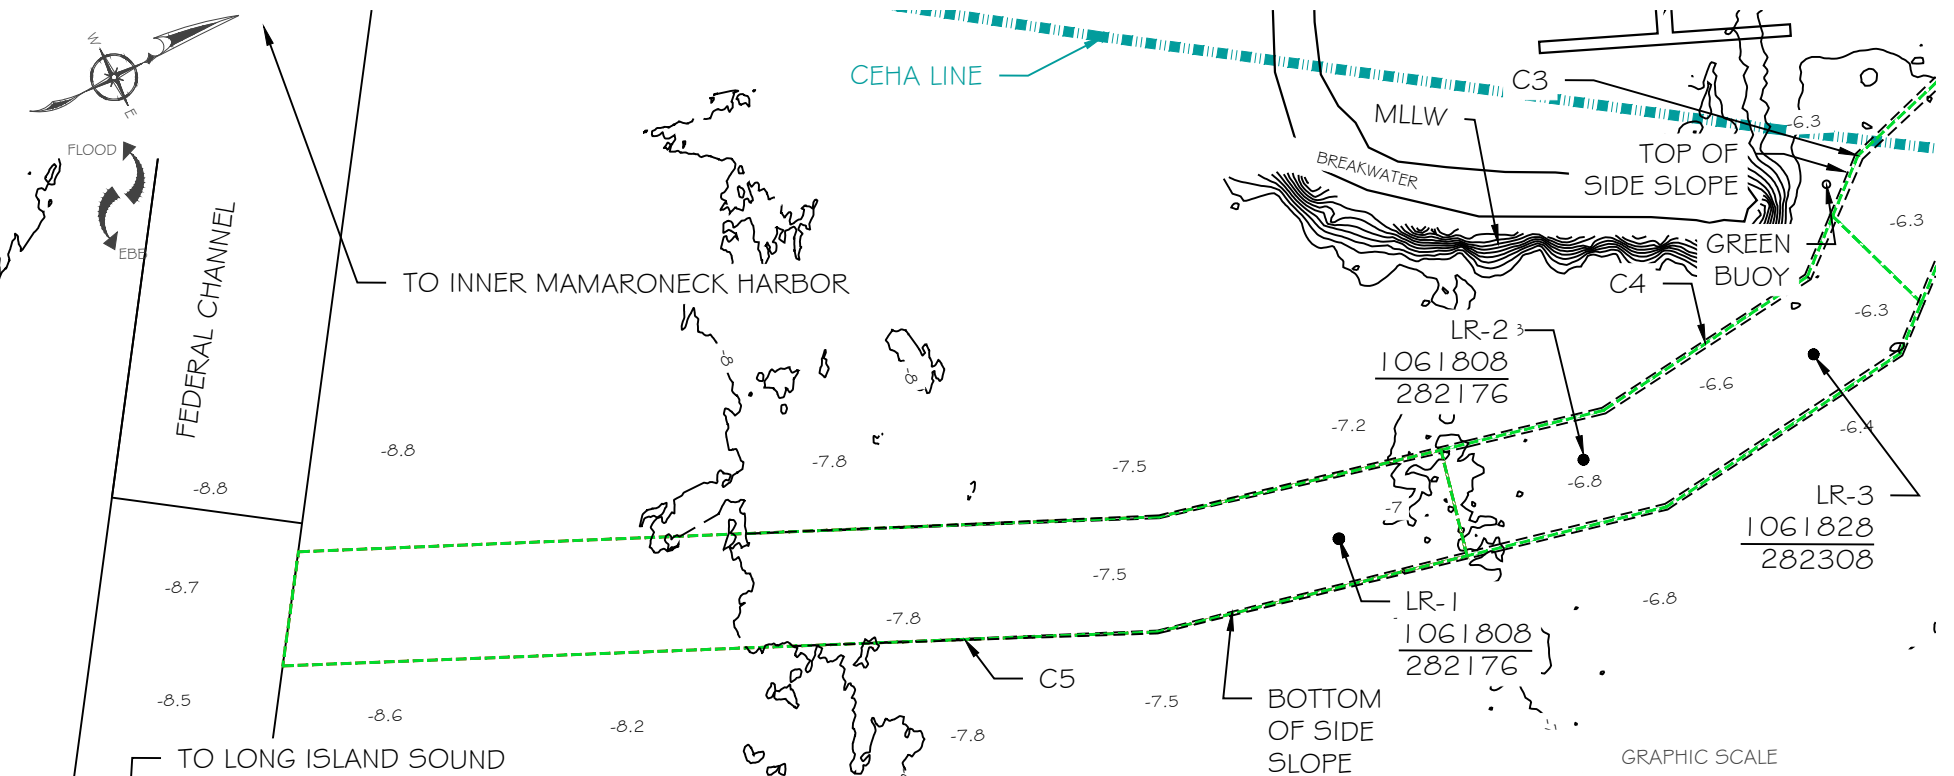 W
E
FLOOD
EBB
FEDERAL CHANNEL
TO INNER MAMARONECK HARBOR
CEHA LINE
MLLW
BREAKWATER
C3
-6.3
TOP OF
SIDE SLOPE
-6.3
GREEN
BUOY
C4
-6.3
LR-2
3
1061808
282176
-8
-8
-6.6
-7.2
-6.4
-8.8
-7.8
-7.5
-6.8
-8.8
-7
LR-3
1061828
282308
-8.7
-7.5
-7.8
LR-1
1061808
282176
-6.8
C5
-8.5
-8.6
-8.2
-7.8
-7.5
BOTTOM
OF SIDE
SLOPE
TO LONG ISLAND SOUND
GRAPHIC SCALE